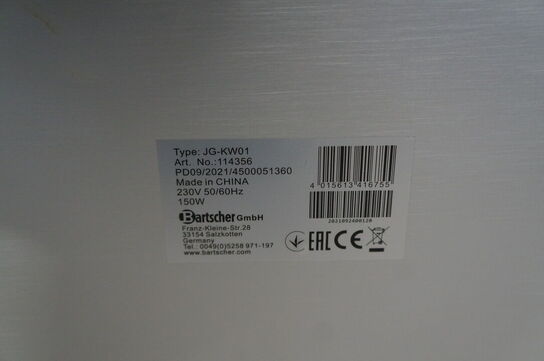 Type: JG-KW01
Art. No.:114356
PD09/2021/4500051360
Made in CHINA
230V 50/60Hz
150W
Bartscher GmbH
Franz-Kleine-Str.28
33154 Salzkotten
Germany
Tel.: 0049(0)5258 971-197
www.bartscher.com
4 015613 416755
2021092400120
EAC CE